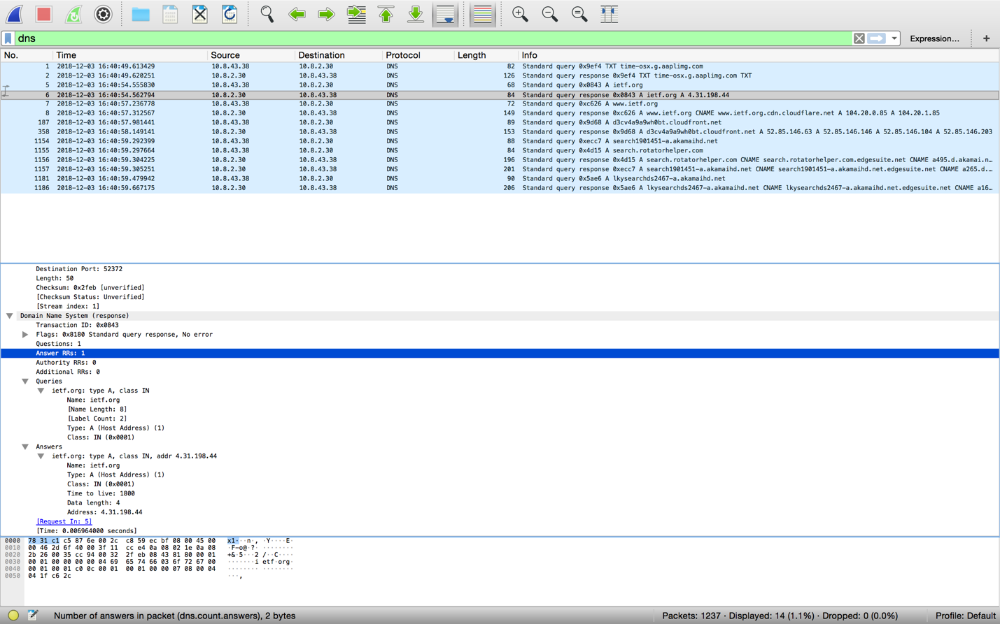 dns
Expression...
+
No. Time Source Destination Protocol Length Info
1 2018-12-03 16:40:49.613429 10.8.43.38 10.8.2.30 DNS 82 Standard query 0x9ef4 TXT time-osx.g.aaplimg.com
2 2018-12-03 16:40:49.620251 10.8.2.30 10.8.43.38 DNS 126 Standard query response 0x9ef4 TXT time-osx.g.aaplimg.com TXT
5 2018-12-03 16:40:54.555830 10.8.43.38 10.8.2.30 DNS 68 Standard query 0x0843 A ietf.org
6 2018-12-03 16:40:54.562794 10.8.2.30 10.8.43.38 DNS 84 Standard query response 0x0843 A ietf.org A 4.31.198.44
7 2018-12-03 16:40:57.236778 10.8.43.38 10.8.2.30 DNS 72 Standard query 0xc626 A www.ietf.org
8 2018-12-03 16:40:57.312567 10.8.2.30 10.8.43.38 DNS 149 Standard query response 0xc626 A www.ietf.org CNAME www.ietf.org.cdn.cloudflare.net A 104.20.0.85 A 104.20.1.85
187 2018-12-03 16:40:57.981441 10.8.43.38 10.8.2.30 DNS 89 Standard query 0x9d68 A d3cv4a9a9wh0bt.cloudfront.net
358 2018-12-03 16:40:58.149141 10.8.2.30 10.8.43.38 DNS 153 Standard query response 0x9d68 A d3cv4a9a9wh0bt.cloudfront.net A 52.85.146.63 A 52.85.146.146 A 52.85.146.104 A 52.85.146.203
1154 2018-12-03 16:40:59.292399 10.8.43.38 10.8.2.30 DNS 88 Standard query 0xecc7 A search1901451-a.akamaihd.net
1155 2018-12-03 16:40:59.297664 10.8.43.38 10.8.2.30 DNS 84 Standard query 0x4d15 A search.rotatorhelper.com
1156 2018-12-03 16:40:59.304225 10.8.2.30 10.8.43.38 DNS 196 Standard query response 0x4d15 A search.rotatorhelper.com CNAME search.rotatorhelper.com.edgesuite.net CNAME a495.d.akamai.n...
1157 2018-12-03 16:40:59.305251 10.8.2.30 10.8.43.38 DNS 201 Standard query response 0xecc7 A search1901451-a.akamaihd.net CNAME search1901451-a.akamaihd.net.edgesuite.net CNAME a265.d...
1181 2018-12-03 16:40:59.479942 10.8.43.38 10.8.2.30 DNS 90 Standard query 0x5ae6 A lkysearchds2467-a.akamaihd.net
1186 2018-12-03 16:40:59.667175 10.8.2.30 10.8.43.38 DNS 206 Standard query response 0x5ae6 A lkysearchds2467-a.akamaihd.net CNAME lkysearchds2467-a.akamaihd.net.edgesuite.net CNAME a16...
Destination Port: 52372
Length: 50
Checksum: 0x2feb [unverified]
[Checksum Status: Unverified]
[Stream index: 1]
Domain Name System (response)
Transaction ID: 0x0843
Flags: 0x8180 Standard query response, No error
Questions: 1
Answer RRs: 1
Authority RRs: 0
Additional RRs: 0
Queries
ietf.org: type A, class IN
Name: ietf.org
[Name Length: 8]
[Label Count: 2]
Type: A (Host Address) (1)
Class: IN (0x0001)
Answers
ietf.org: type A, class IN, addr 4.31.198.44
Name: ietf.org
Type: A (Host Address) (1)
Class: IN (0x0001)
Time to live: 1800
Data length: 4
Address: 4.31.198.44
[Request In: 5]
[Time: 0.006964000 seconds]
0000 78 31 c1 c5 87 6e 00 2c c8 59 ec bf 08 00 45 00 x1···n·, ·Y····E·
0010 00 46 2d 6f 40 00 3f 11 cc e4 0a 08 02 1e 0a 08 ·F-o@·?· ········
0020 2b 26 00 35 cc 94 00 32 2f eb 08 43 81 80 00 01 +&·5···2 /··C····
0030 00 01 00 00 00 00 04 69 65 74 66 03 6f 72 67 00 ·······i etf·org·
0040 00 01 00 01 c0 0c 00 01 00 01 00 00 07 08 00 04 ········ ········
0050 04 1f c6 2c ···,
Number of answers in packet (dns.count.answers), 2 bytes
Packets: 1237 · Displayed: 14 (1.1%) · Dropped: 0 (0.0%)
Profile: Default